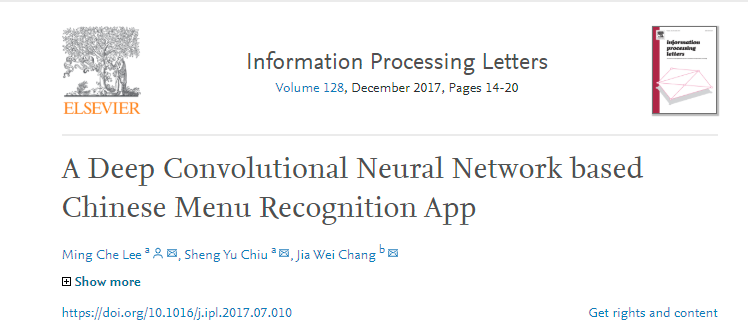 ELSEVIER
Information Processing Letters
Volume 128, December 2017, Pages 14-20
information
processing
letters
A Deep Convolutional Neural Network based
Chinese Menu Recognition App
Ming Che Lee a, Sheng Yu Chiu a, Jia Wei Chang b
Show more
https://doi.org/10.1016/j.ipl.2017.07.010
Get rights and content